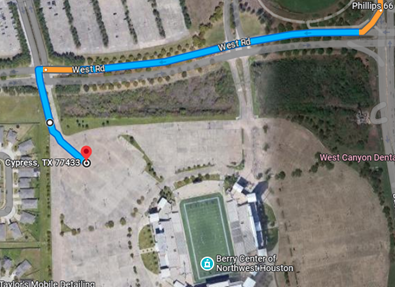 Phillips 66
West Rd
West Rd
Cypress, TX 77433
West Canyon Denta
Berry Center of
Northwest Houston
Taylor's Mobile Detailing